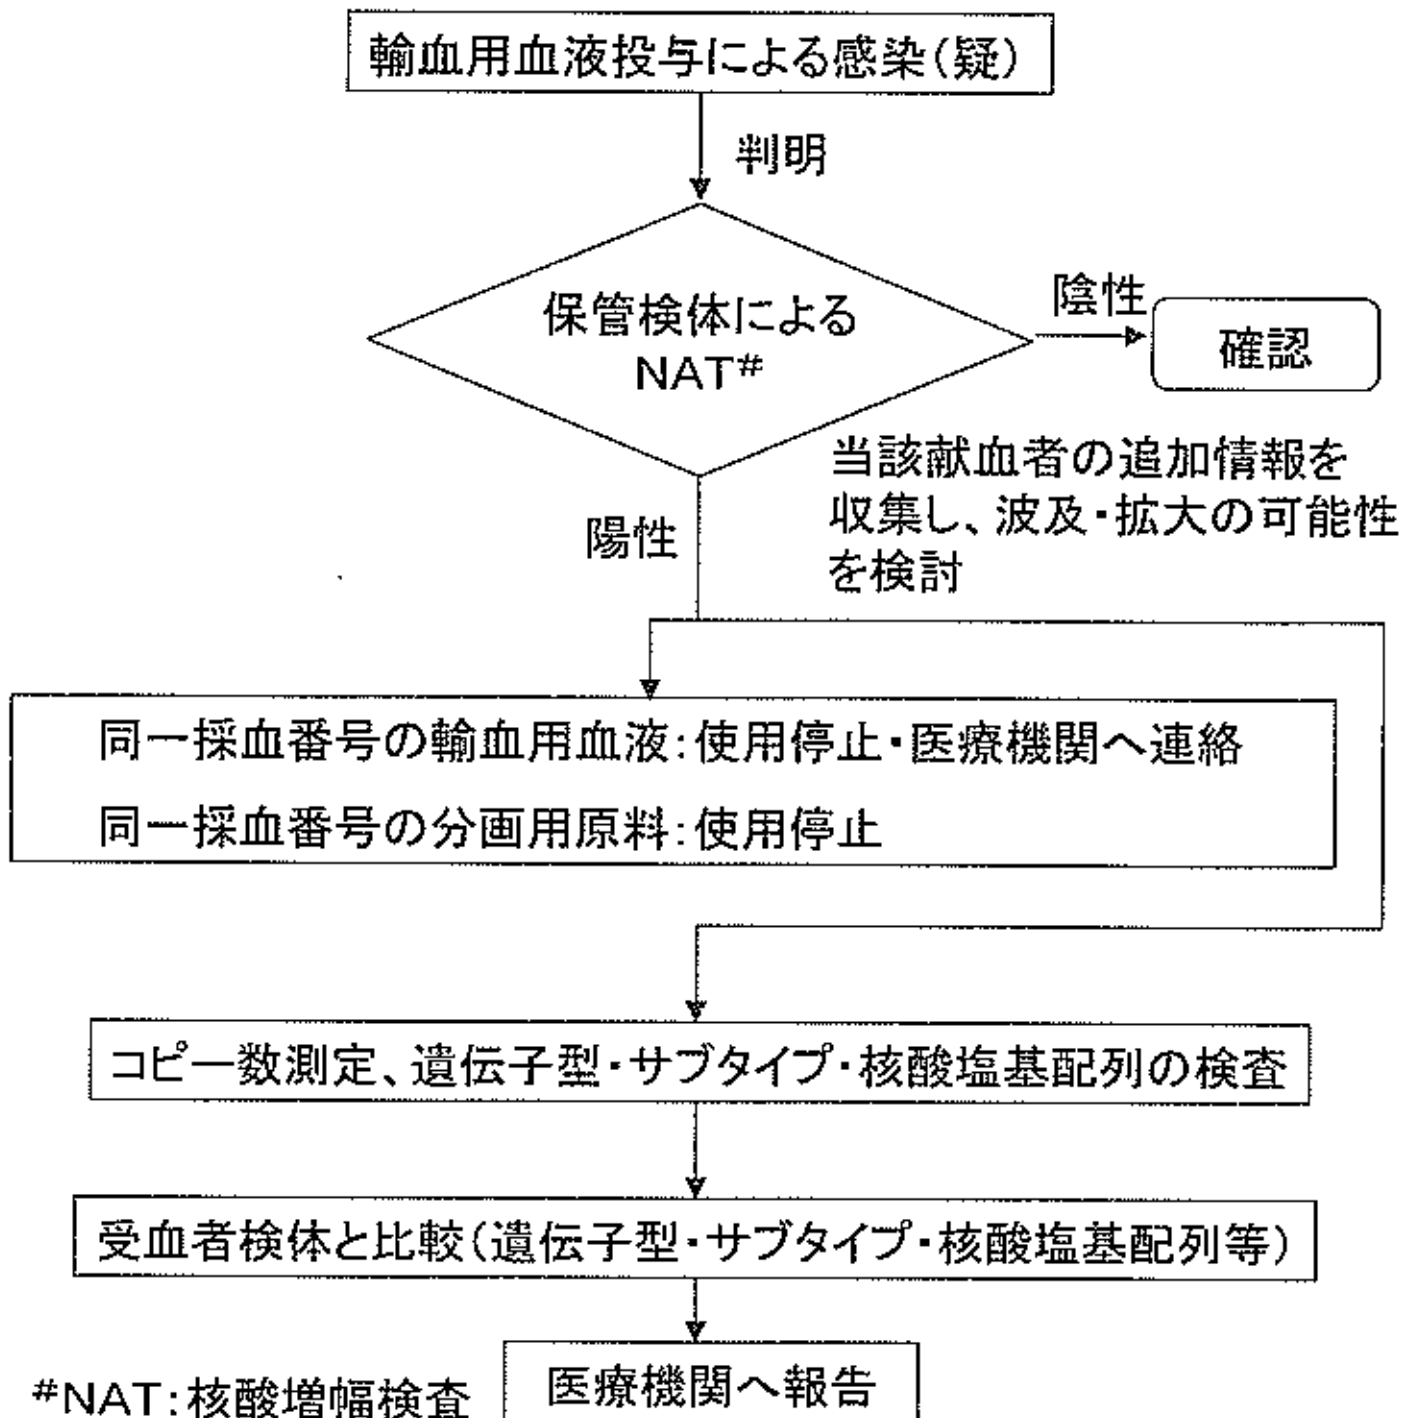 輸血用血液投与による感染(疑)
判明
保管検体による
NAT#
陰性
確認
当該献血者の追加情報を
収集し、波及・拡大の可能性
を検討
陽性
同一採血番号の輸血用血液:使用停止・医療機関へ連絡
同一採血番号の分画用原料:使用停止
コピー数測定、遺伝子型・サブタイプ・核酸塩基配列の検査
受血者検体と比較(遺伝子型・サブタイプ・核酸塩基配列等)
医療機関へ報告
#NAT:核酸増幅検査